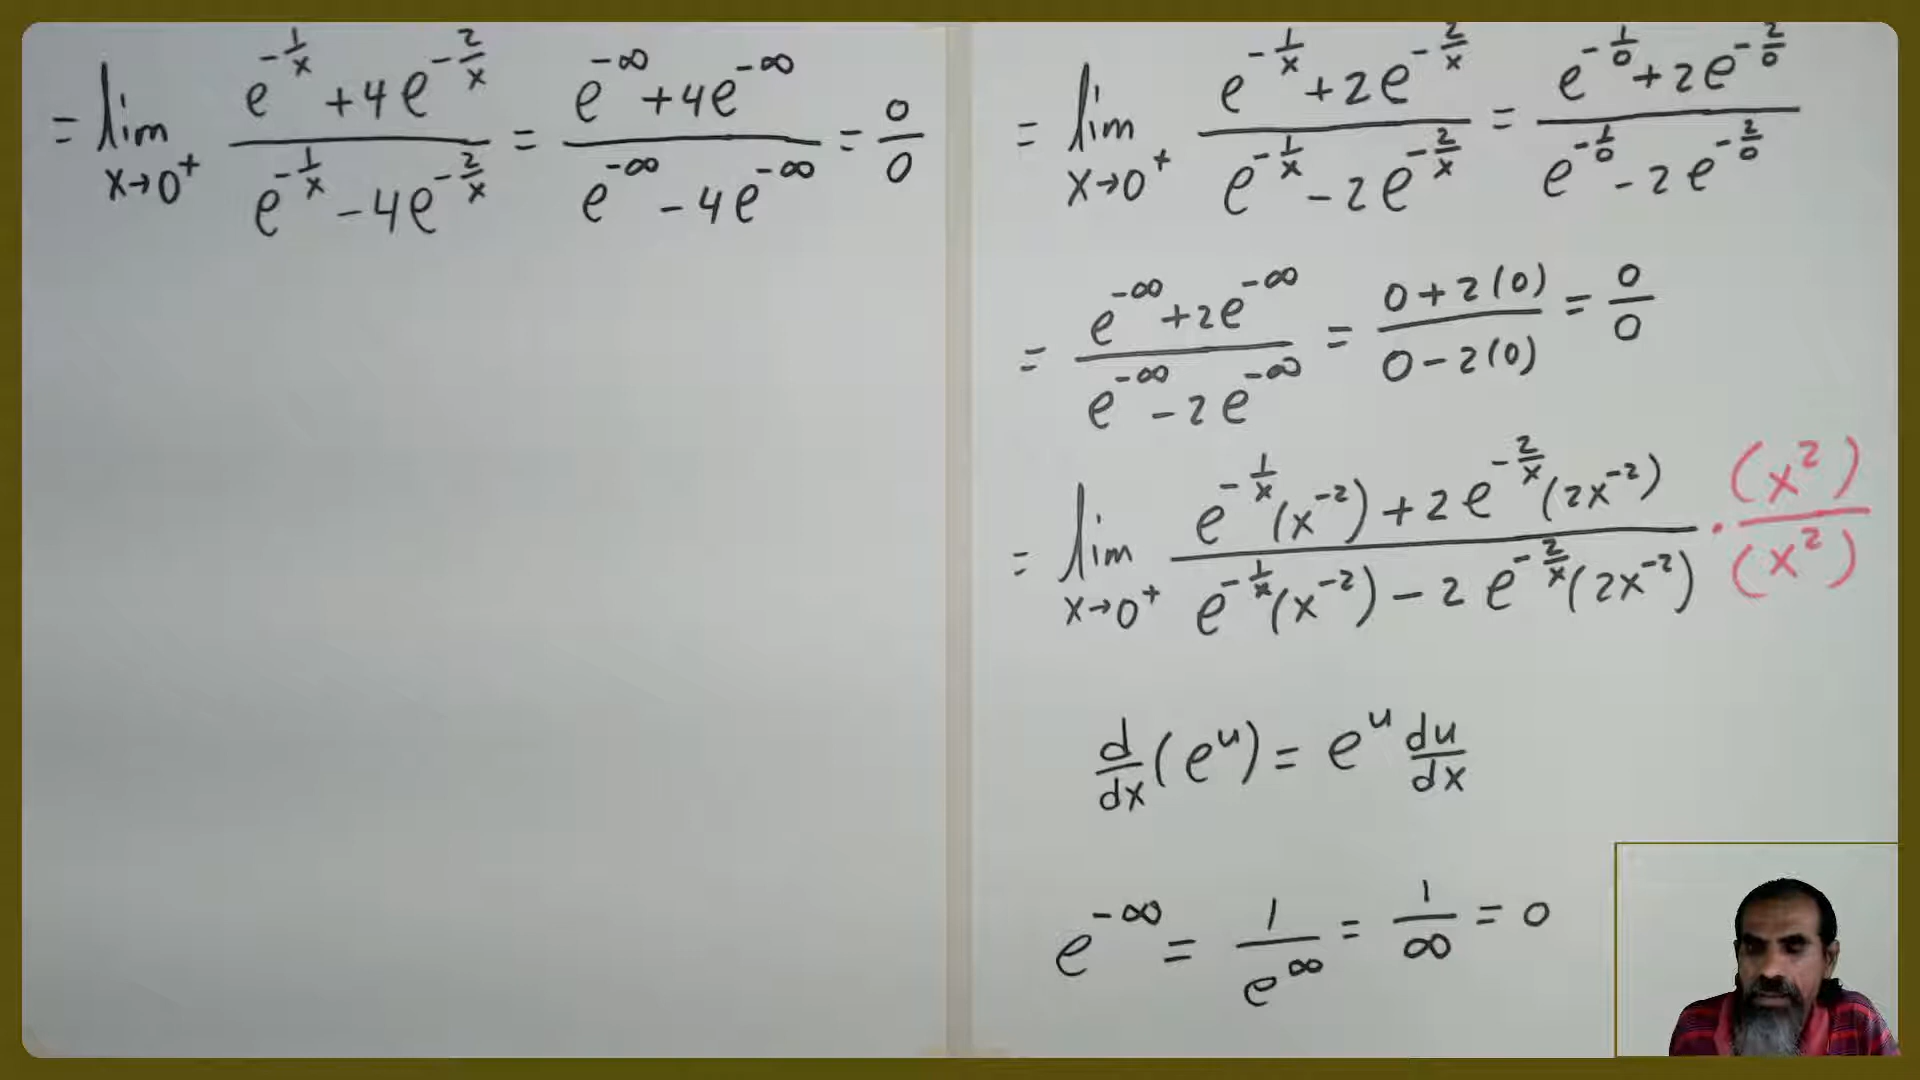 = lim x→0⁺ (e^(-1/x) + 4e^(-2/x)) / (e^(-1/x) - 4e^(-2/x)) = (e^(-∞) + 4e^(-∞)) / (e^(-∞) - 4e^(-∞)) = 0/0
= lim x→0⁺ (e^(-1/x) + 2e^(-2/x)) / (e^(-1/x) - 2e^(-2/x)) = (e^(-1/0) + 2e^(-2/0)) / (e^(-1/0) - 2e^(-2/0))
= (e^(-∞) + 2e^(-∞)) / (e^(-∞) - 2e^(-∞)) = (0 + 2(0)) / (0 - 2(0)) = 0/0
= lim x→0⁺ (e^(-1/x) (x^(-2)) + 2e^(-2/x) (2x^(-2))) / (e^(-1/x) (x^(-2)) - 2e^(-2/x) (2x^(-2))) · (x²)/(x²)
d/dx (e^u) = e^u du/dx
e^(-∞) = 1/e^∞ = 1/∞ = 0